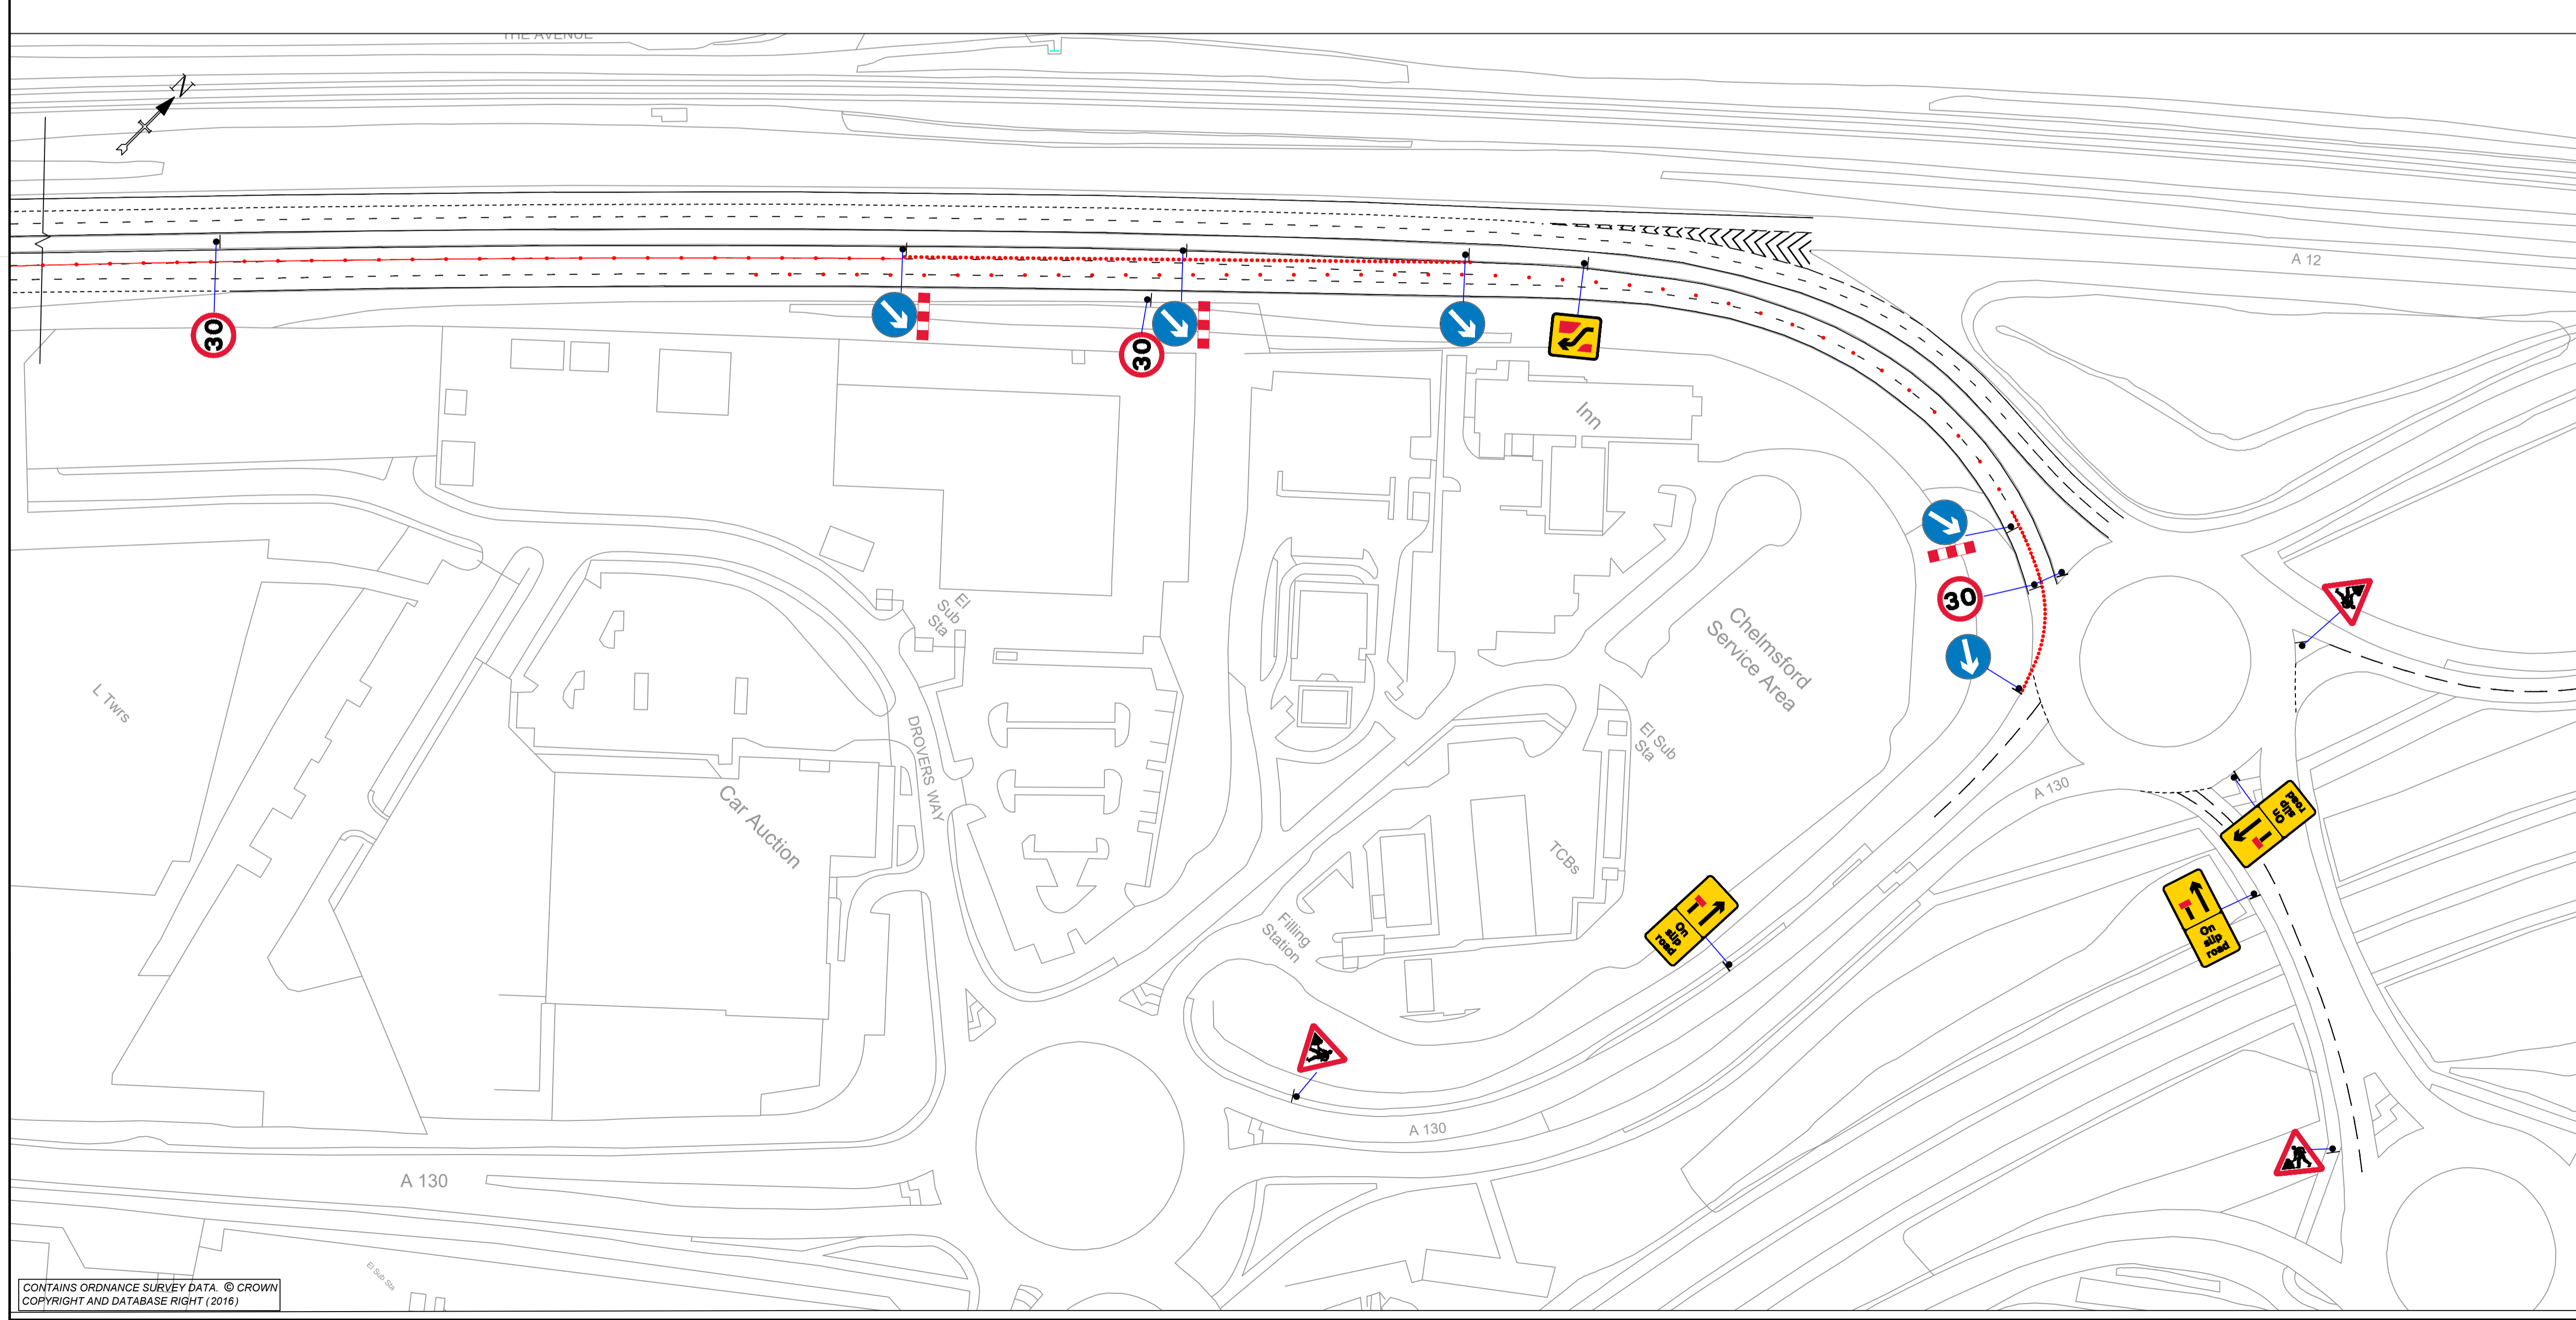 THE AVENUE
N
A 12
30
30
Inn
30
El
Sub
Sta
Chelmsford
Service Area
L Twrs
DROVERS WAY
El Sub
Sta
A 130
Car Auction
TCBs
On
slip
road
On
slip
road
On
slip
road
Filling
Station
A 130
A 130
El Sub Sta
CONTAINS ORDNANCE SURVEY DATA. © CROWN
COPYRIGHT AND DATABASE RIGHT (2016)